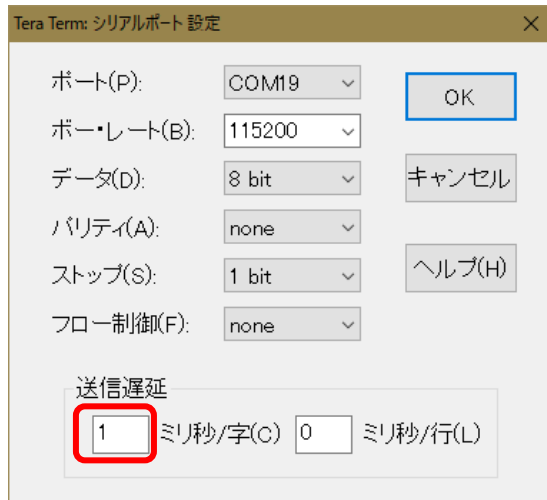 Tera Term: シリアルポート 設定
ポート(P): COM19
OK
ボー・レート(B): 115200
データ(D): 8 bit
キャンセル
パリティ(A): none
ストップ(S): 1 bit
ヘルプ(H)
フロー制御(F): none
送信遅延
1 ミリ秒/字(C) 0 ミリ秒/行(L)